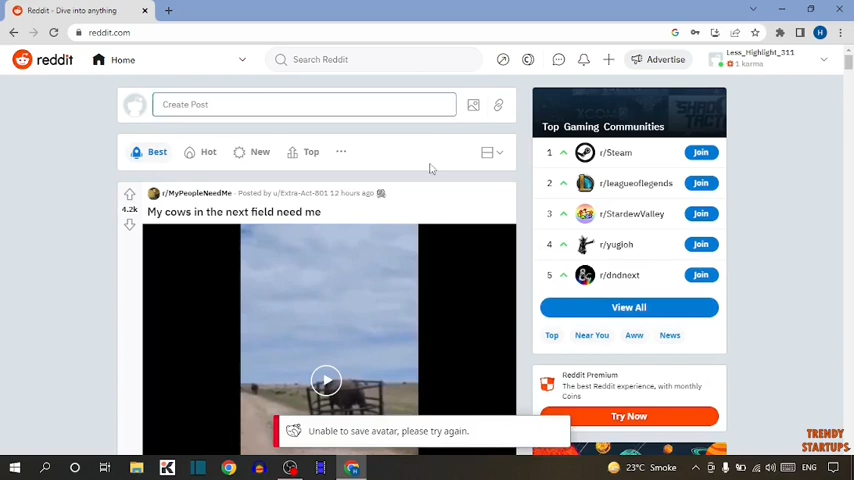 Reddit - Dive into anything
reddit.com
H
reddit
Home
Search Reddit
Advertise
Less_Highlight_311
1 karma
Create Post
Best
Hot
New
Top
r/MyPeopleNeedMe · Posted by u/Extra-Act-801 12 hours ago
4.2k
My cows in the next field need me
Top Gaming Communities
1 r/Steam Join
2 r/leagueoflegends Join
3 r/StardewValley Join
4 r/yugioh Join
5 r/dndnext Join
View All
Top Near You Aww News
Reddit Premium
The best Reddit experience, with monthly
Coins
Try Now
Unable to save avatar, please try again.
TRENDY
STARTUPS
23°C Smoke
ENG